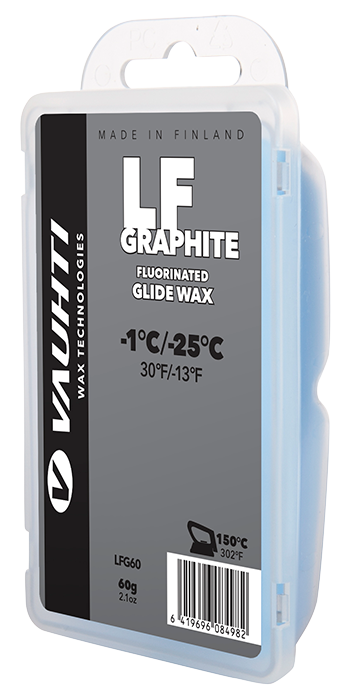 MADE IN FINLAND
LF
GRAPHITE
FLUORINATED
GLIDE WAX
-1°C/-25°C
30°F/-13°F
VAUHTI
WAX TECHNOLOGIES
150°C
302°F
LFG60
60g
2.1oz
6 419696 084982